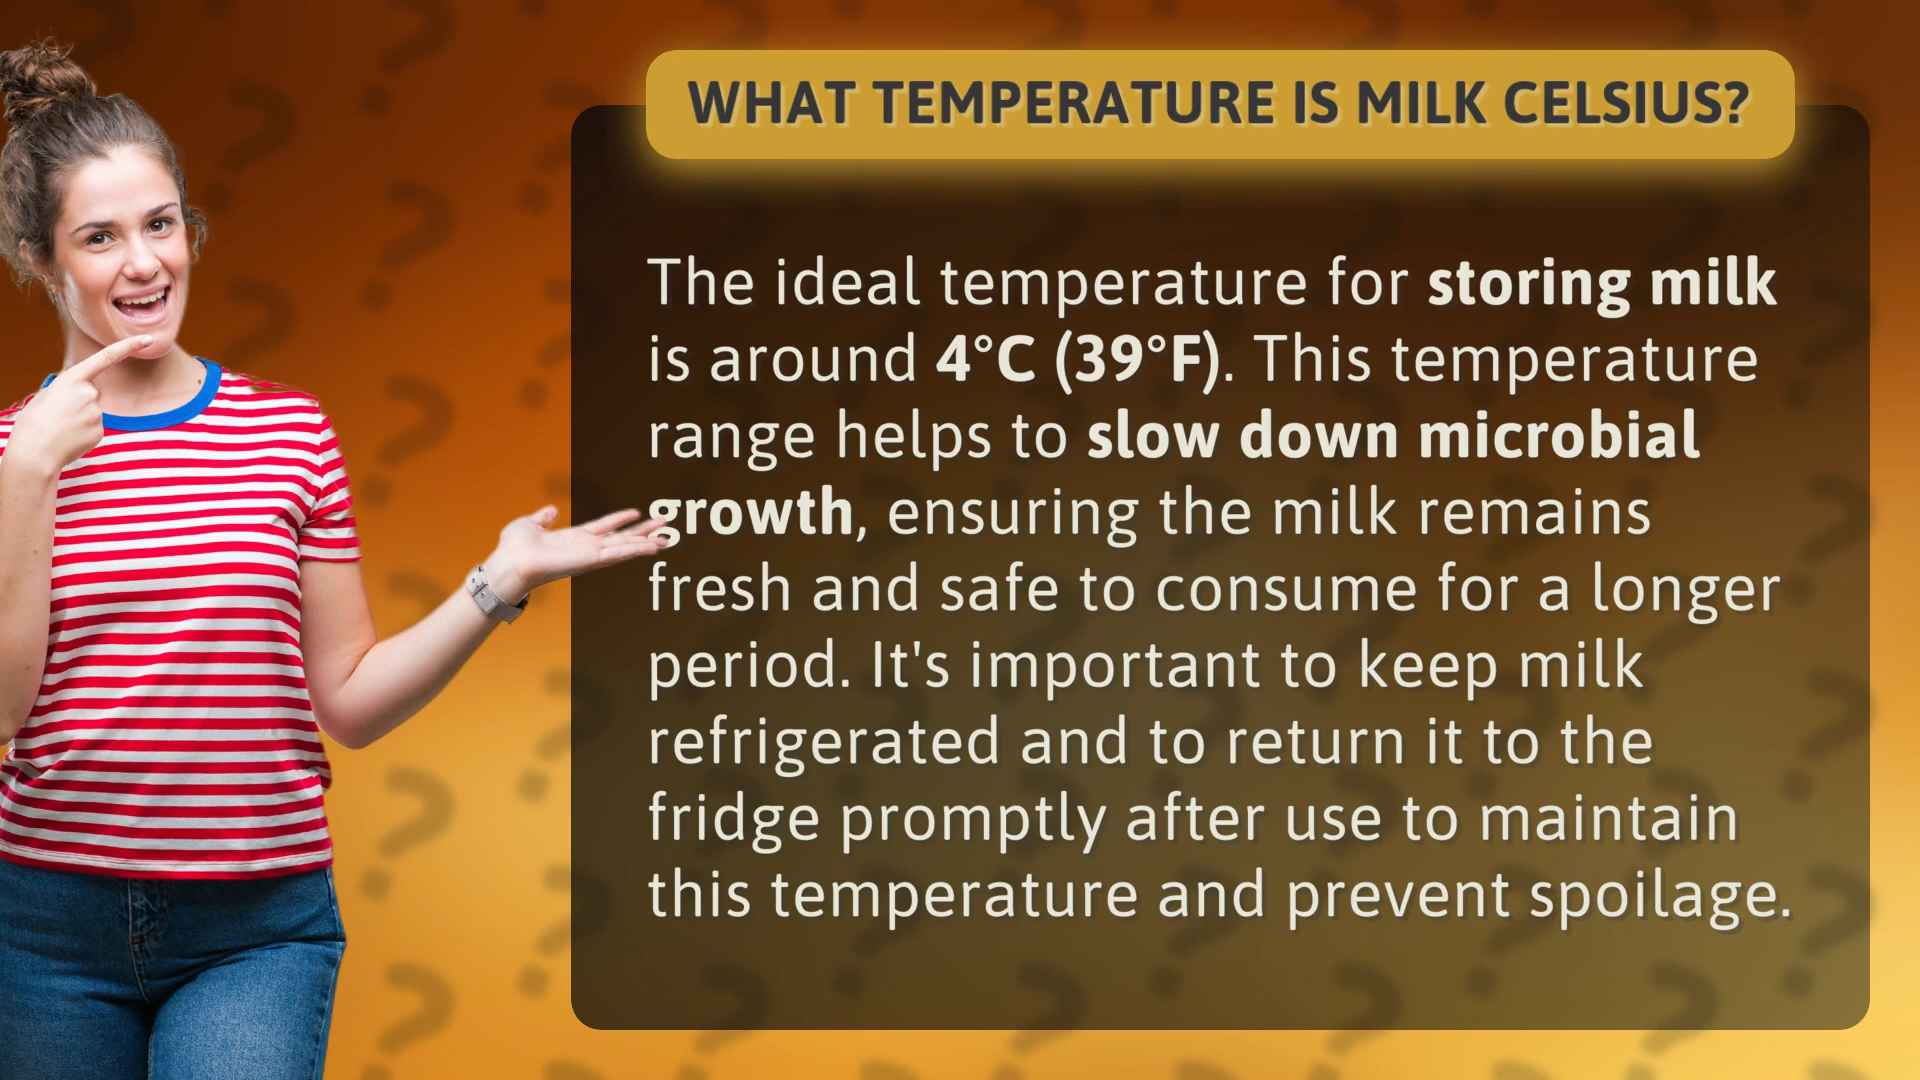 WHAT TEMPERATURE IS MILK CELSIUS?
The ideal temperature for storing milk
is around 4°C (39°F). This temperature
range helps to slow down microbial
growth, ensuring the milk remains
fresh and safe to consume for a longer
period. It's important to keep milk
refrigerated and to return it to the
fridge promptly after use to maintain
this temperature and prevent spoilage.